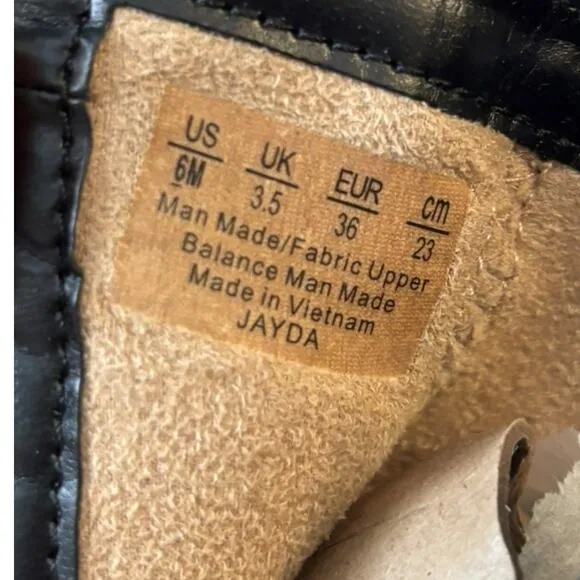 US UK EUR cm
6M 3.5 36 23
Man Made/Fabric Upper
Balance Man Made
Made in Vietnam
JAYDA